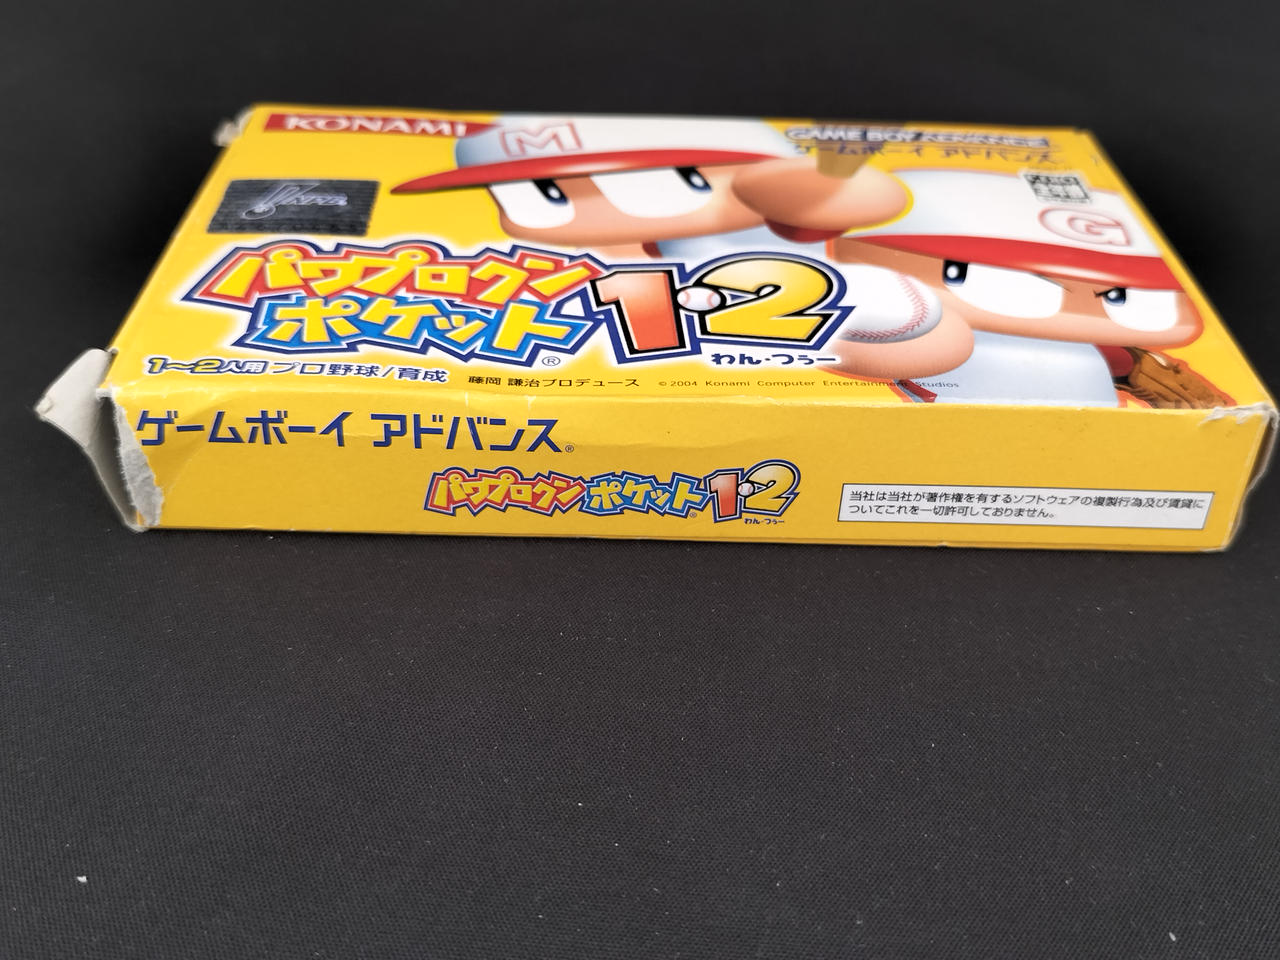 KONAMI
M
GAME BOY ADVANCE
ゲームボーイ アドバンス
NPB
G
パワプロクン
ポケット®
1・2
わん・つぅー
1〜2人用 プロ野球/育成
藤岡 謙治プロデュース
© 2004 Konami Computer Entertainment Studios
ゲームボーイ アドバンス®
パワプロクンポケット®1・2
わん・つぅー
当社は当社が著作権を有するソフトウェアの複製行為及び賃貸に
ついてこれを一切許可しておりません。